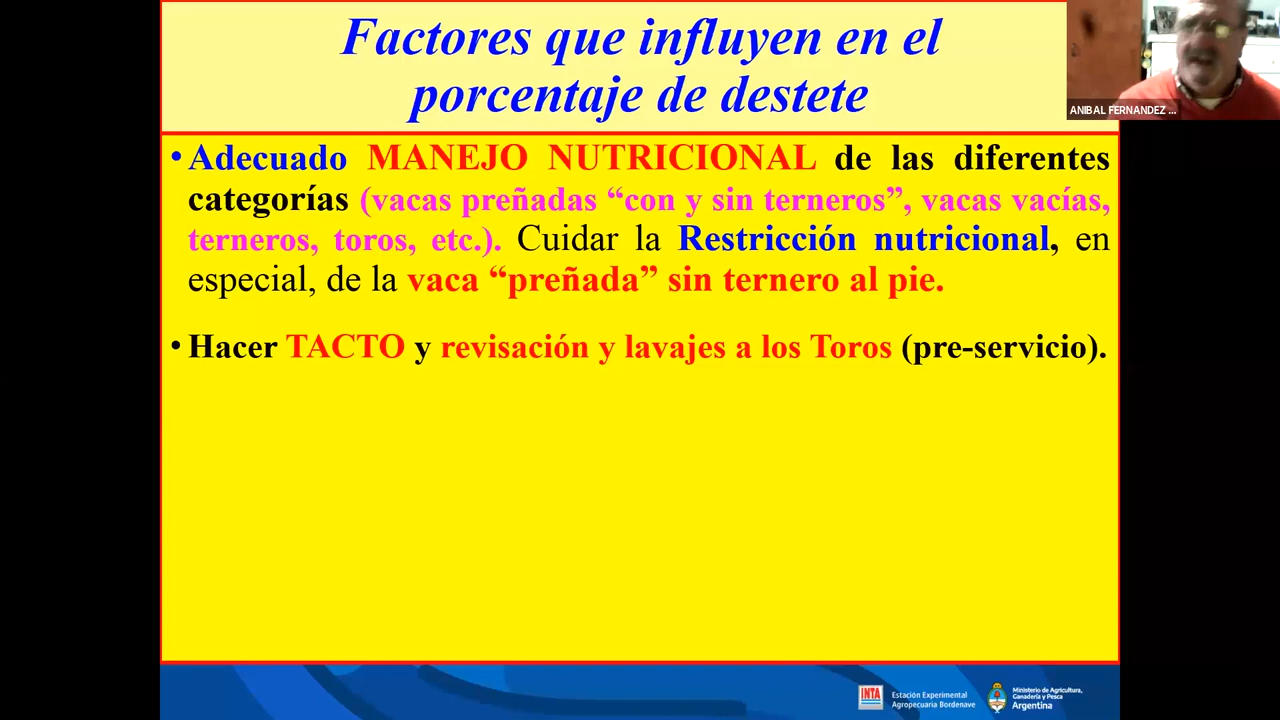 Factores que influyen en el
porcentaje de destete
ANIBAL FERNANDEZ ...
• Adecuado MANEJO NUTRICIONAL de las diferentes
categorías (vacas preñadas “con y sin terneros”, vacas vacías,
terneros, toros, etc.). Cuidar la Restricción nutricional, en
especial, de la vaca “preñada” sin ternero al pie.
• Hacer TACTO y revisación y lavajes a los Toros (pre-servicio).
INTA
Estación Experimental
Agropecuaria Bordenave
Ministerio de Agricultura,
Ganadería y Pesca
Argentina